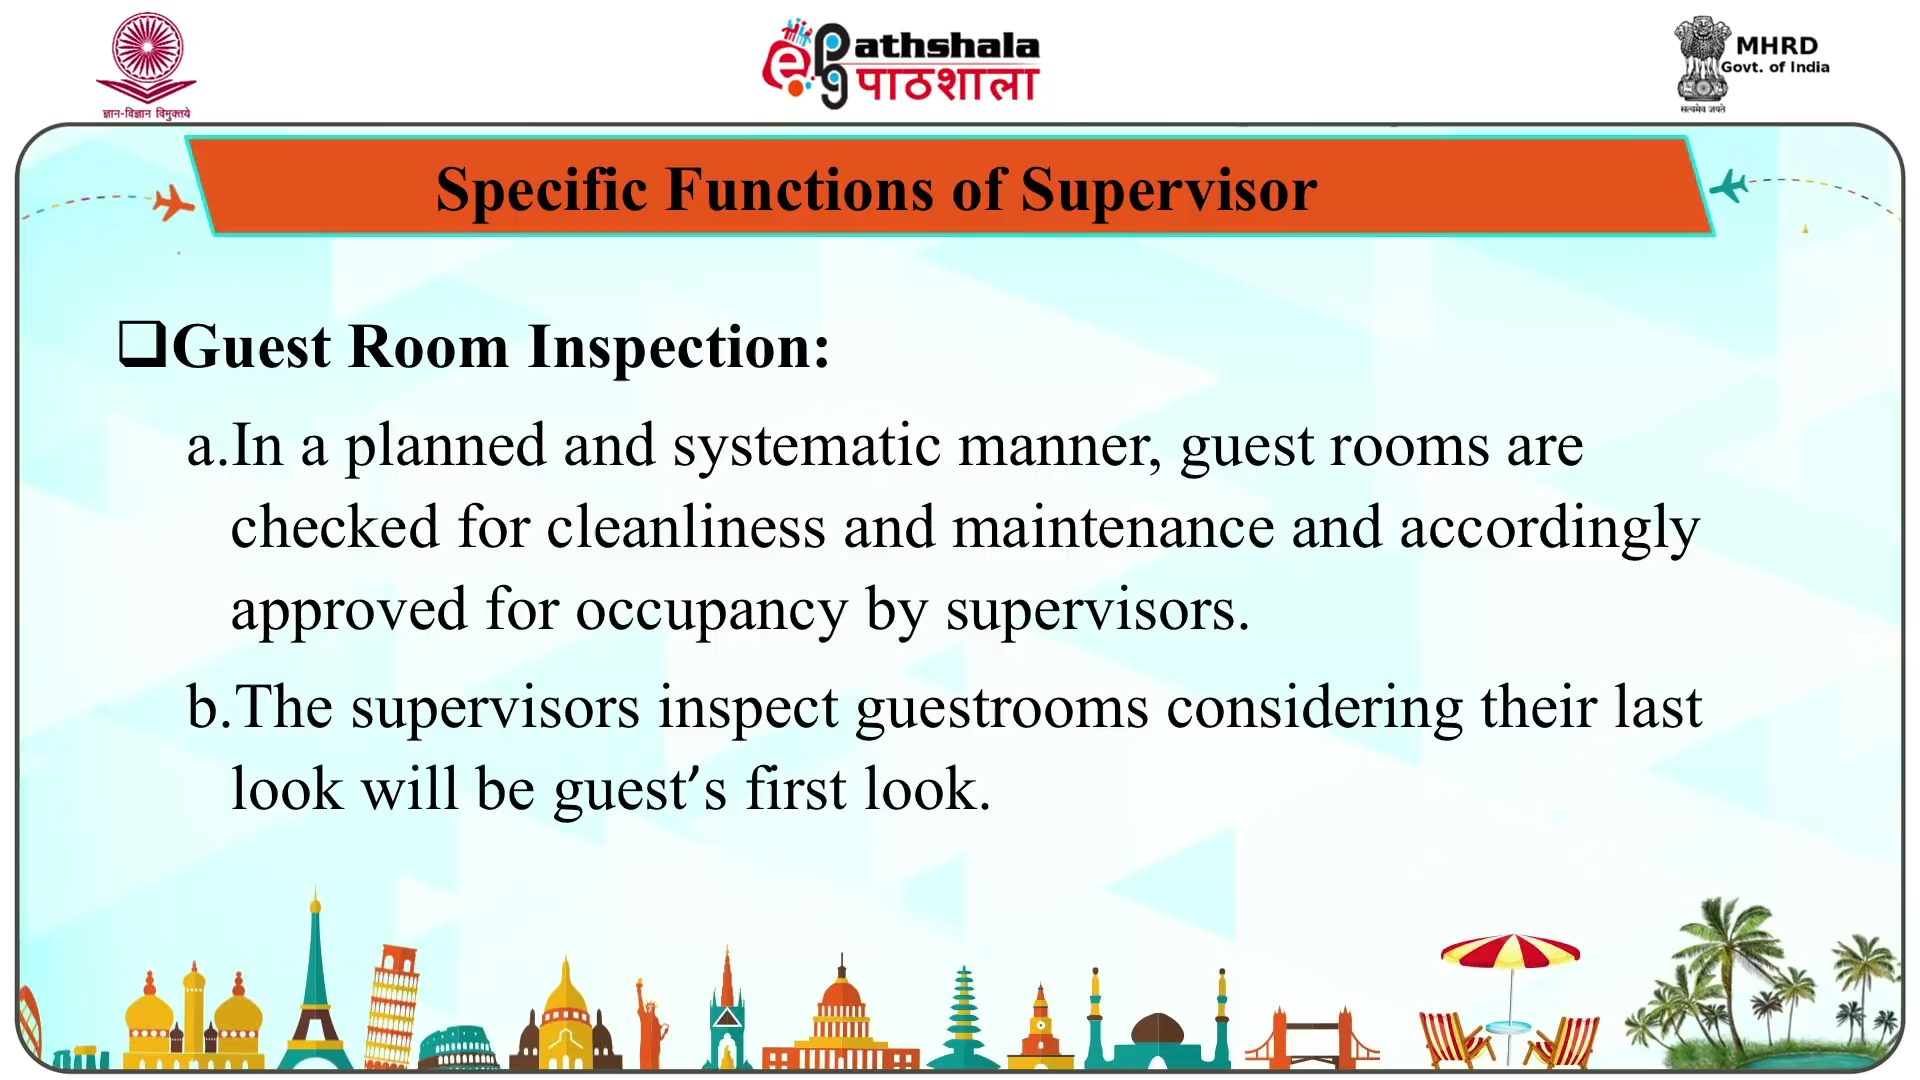 ज्ञान-विज्ञान विमुक्तये
ePG Pathshala
पाठशाला
MHRD
Govt. of India
सत्यमेव जयते
Specific Functions of Supervisor
Guest Room Inspection:
a.In a planned and systematic manner, guest rooms are
checked for cleanliness and maintenance and accordingly
approved for occupancy by supervisors.
b.The supervisors inspect guestrooms considering their last
look will be guest’s first look.